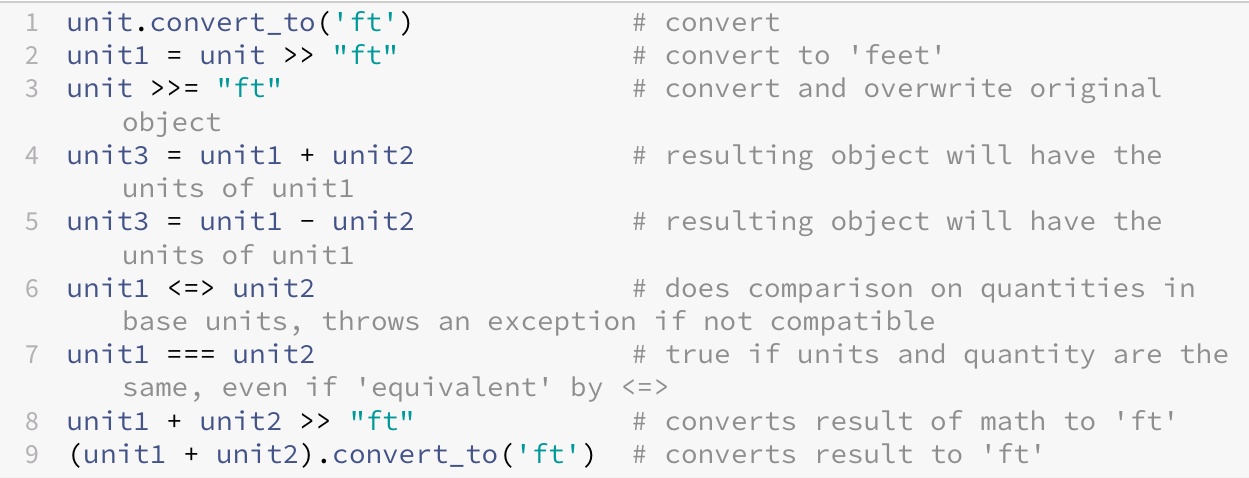 1 unit.convert_to('ft') # convert
2 unit1 = unit >> "ft" # convert to 'feet'
3 unit >>= "ft" # convert and overwrite original
object
4 unit3 = unit1 + unit2 # resulting object will have the
units of unit1
5 unit3 = unit1 - unit2 # resulting object will have the
units of unit1
6 unit1 <=> unit2 # does comparison on quantities in
base units, throws an exception if not compatible
7 unit1 === unit2 # true if units and quantity are the
same, even if 'equivalent' by <=>
8 unit1 + unit2 >> "ft" # converts result of math to 'ft'
9 (unit1 + unit2).convert_to('ft') # converts result to 'ft'